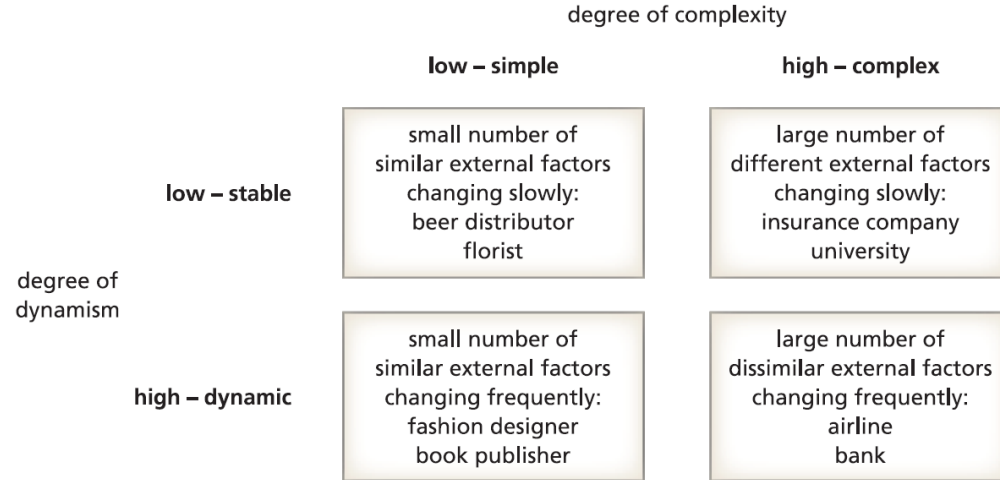 degree of complexity
low – simple
high – complex
low – stable
small number of
similar external factors
changing slowly:
beer distributor
florist
large number of
different external factors
changing slowly:
insurance company
university
degree of
dynamism
high – dynamic
small number of
similar external factors
changing frequently:
fashion designer
book publisher
large number of
dissimilar external factors
changing frequently:
airline
bank